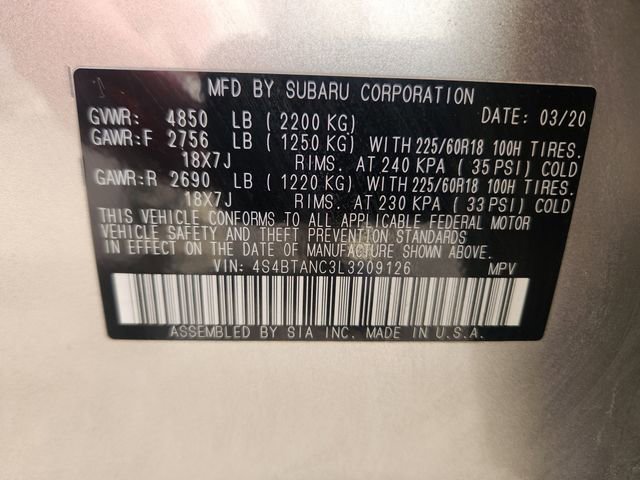 MFD BY SUBARU CORPORATION
GVWR: 4850 LB (2200 KG) DATE: 03/20
GAWR:F 2756 LB (1250 KG) WITH 225/60R18 100H TIRES.
18X7J RIMS. AT 240 KPA (35 PSI) COLD
GAWR:R 2690 LB (1220 KG) WITH 225/60R18 100H TIRES.
18X7J RIMS. AT 230 KPA (33 PSI) COLD
THIS VEHICLE CONFORMS TO ALL APPLICABLE FEDERAL MOTOR
VEHICLE SAFETY AND THEFT PREVENTION STANDARDS
IN EFFECT ON THE DATE OF MANUFACTURE SHOWN ABOVE.
VIN: 4S4BTANC3L3209126 MPV
ASSEMBLED BY SIA INC. MADE IN U.S.A.